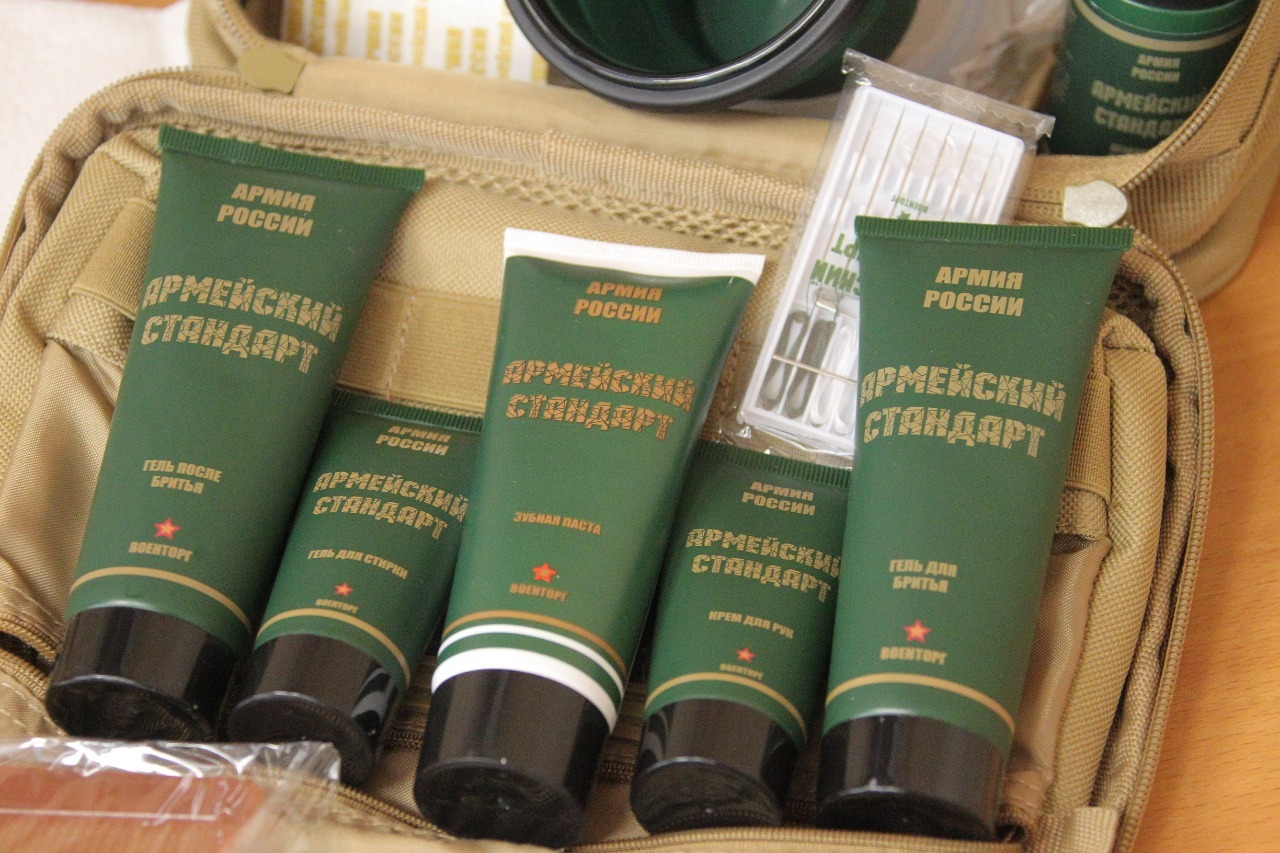 АРМИЯ
РОССИИ
АРМЕЙСКИЙ
СТАНДАРТ
ГЕЛЬ ПОСЛЕ
БРИТЬЯ
ВОЕНТОРГ
АРМИЯ
РОССИИ
АРМЕЙСКИЙ
СТАНДАРТ
ГЕЛЬ ДЛЯ СТИРКИ
ВОЕНТОРГ
АРМИЯ
РОССИИ
АРМЕЙСКИЙ
СТАНДАРТ
ЗУБНАЯ ПАСТА
ВОЕНТОРГ
АРМИЯ
РОССИИ
АРМЕЙСКИЙ
СТАНДАРТ
КРЕМ ДЛЯ РУК
ВОЕНТОРГ
АРМИЯ
РОССИИ
АРМЕЙСКИЙ
СТАНДАРТ
ГЕЛЬ ДЛЯ
БРИТЬЯ
ВОЕНТОРГ
ВОЕНТОРГ
АРМИЯ
РОССИИ
АРМЕЙСКИЙ
СТАНДА